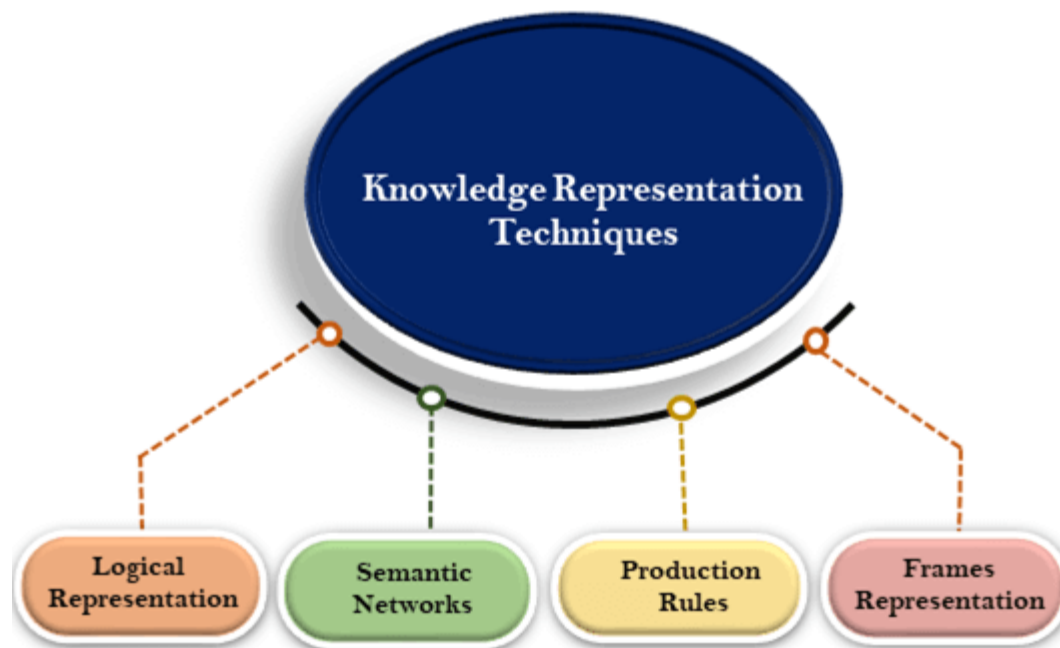 Knowledge Representation
Techniques
Logical
Representation
Semantic
Networks
Production
Rules
Frames
Representation